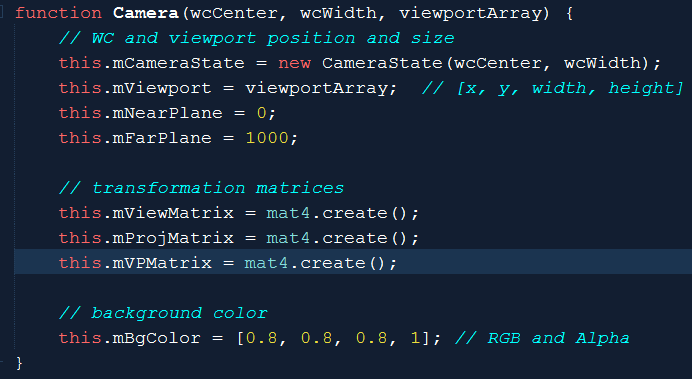 function Camera(wcCenter, wcWidth, viewportArray) {
    // WC and viewport position and size
    this.mCameraState = new CameraState(wcCenter, wcWidth);
    this.mViewport = viewportArray;  // [x, y, width, height]
    this.mNearPlane = 0;
    this.mFarPlane = 1000;

    // transformation matrices
    this.mViewMatrix = mat4.create();
    this.mProjMatrix = mat4.create();
    this.mVPMatrix = mat4.create();

    // background color
    this.mBgColor = [0.8, 0.8, 0.8, 1]; // RGB and Alpha
}